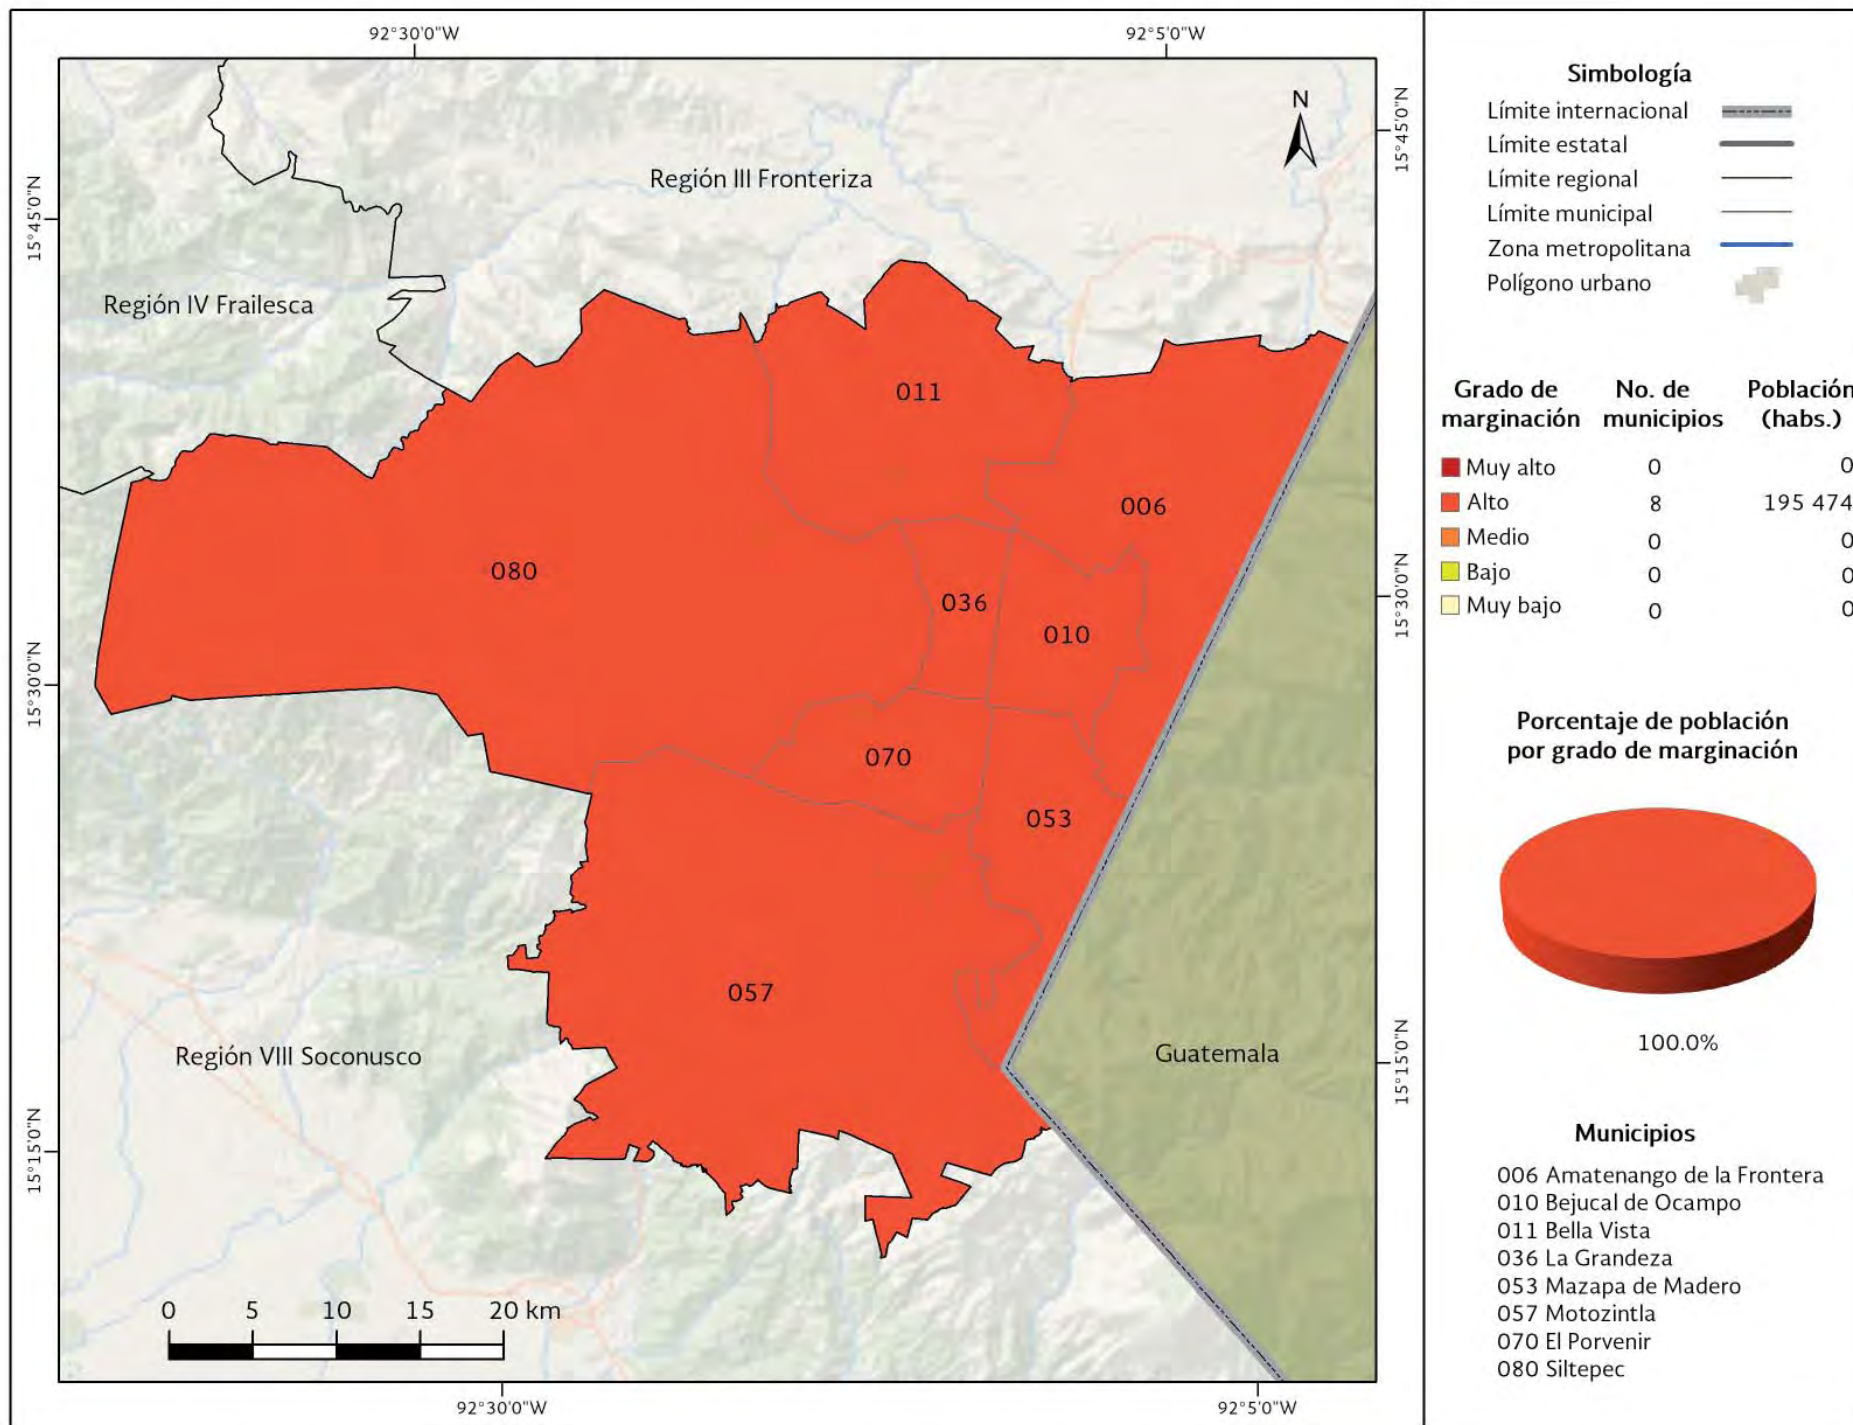 92°30'0"W
92°5'0"W
N
15°45'0"N
15°45'0"N
Región III Fronteriza
Región IV Frailesca
011
006
080
036
010
15°30'0"N
15°30'0"N
070
053
057
Región VIII Soconusco
Guatemala
15°15'0"N
15°15'0"N
0 5 10 15 20 km
92°30'0"W
92°5'0"W
Simbología
Límite internacional
Límite estatal
Límite regional
Límite municipal
Zona metropolitana
Polígono urbano
Grado de marginación No. de municipios Población (habs.)
Muy alto 0 0
Alto 8 195 474
Medio 0 0
Bajo 0 0
Muy bajo 0 0
Porcentaje de población
por grado de marginación
100.0%
Municipios
006 Amatenango de la Frontera
010 Bejucal de Ocampo
011 Bella Vista
036 La Grandeza
053 Mazapa de Madero
057 Motozintla
070 El Porvenir
080 Siltepec